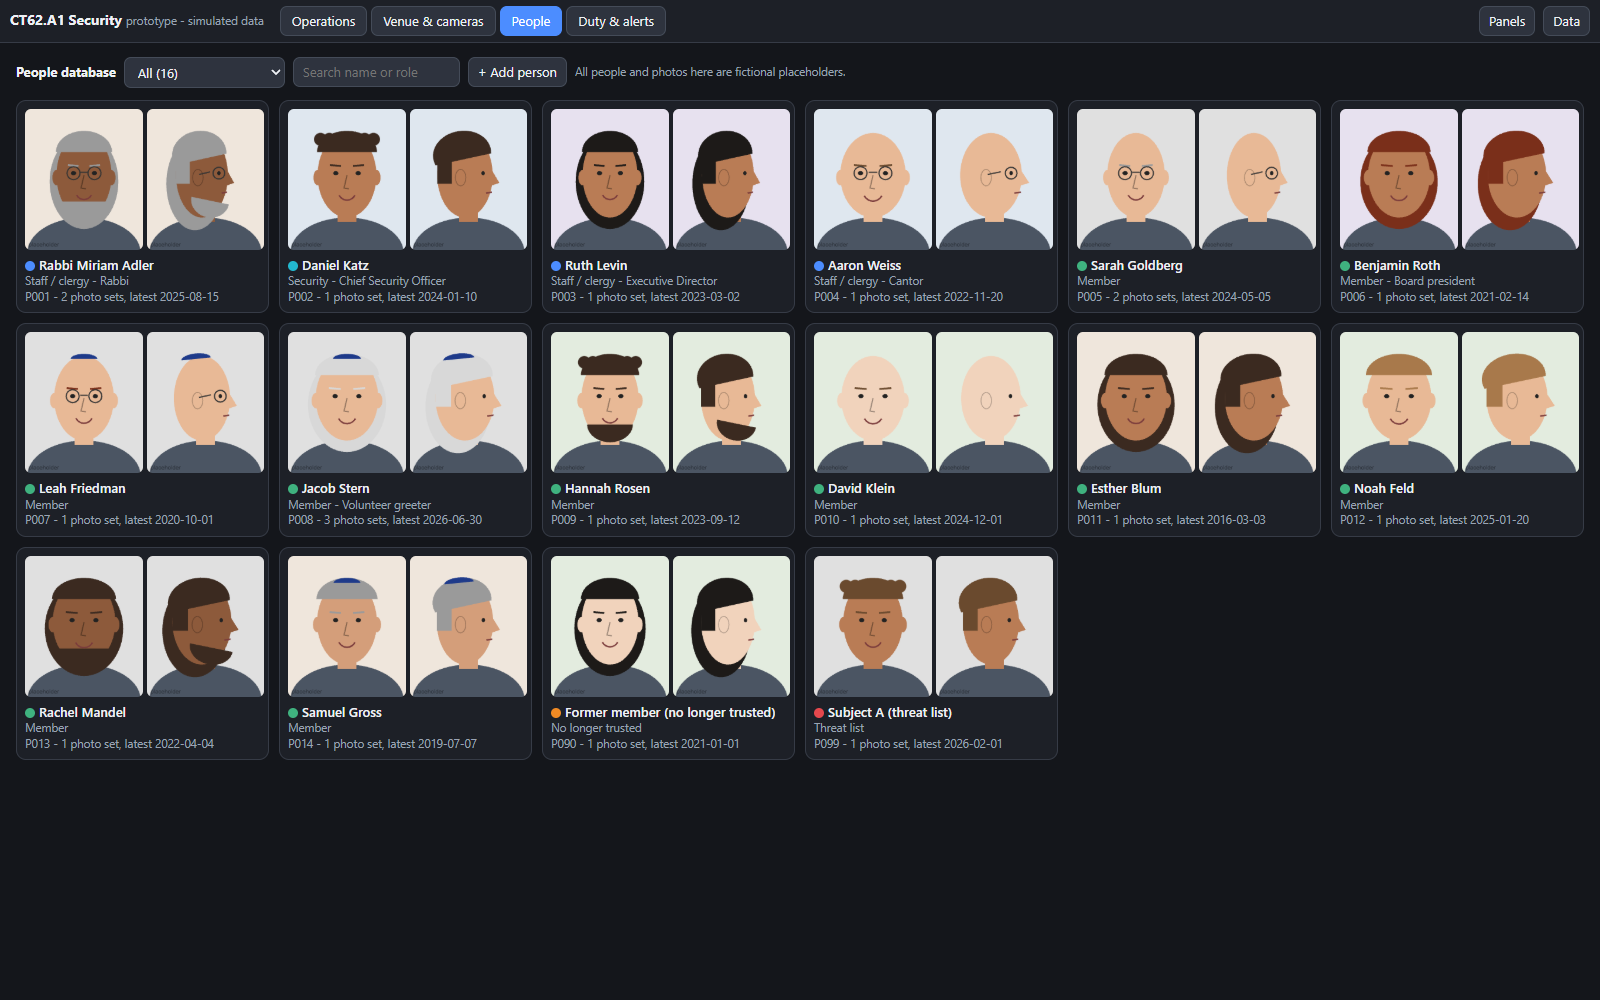 CT62.A1 Security prototype - simulated data
Operations
Venue & cameras
People
Duty & alerts
Panels
Data
People database
All (16)
Search name or role
+ Add person
All people and photos here are fictional placeholders.
Rabbi Miriam Adler
Staff / clergy - Rabbi
P001 - 2 photo sets, latest 2025-08-15
Daniel Katz
Security - Chief Security Officer
P002 - 1 photo set, latest 2024-01-10
Ruth Levin
Staff / clergy - Executive Director
P003 - 1 photo set, latest 2023-03-02
Aaron Weiss
Staff / clergy - Cantor
P004 - 1 photo set, latest 2022-11-20
Sarah Goldberg
Member
P005 - 2 photo sets, latest 2024-05-05
Benjamin Roth
Member - Board president
P006 - 1 photo set, latest 2021-02-14
Leah Friedman
Member
P007 - 1 photo set, latest 2020-10-01
Jacob Stern
Member - Volunteer greeter
P008 - 3 photo sets, latest 2026-06-30
Hannah Rosen
Member
P009 - 1 photo set, latest 2023-09-12
David Klein
Member
P010 - 1 photo set, latest 2024-12-01
Esther Blum
Member
P011 - 1 photo set, latest 2016-03-03
Noah Feld
Member
P012 - 1 photo set, latest 2025-01-20
Rachel Mandel
Member
P013 - 1 photo set, latest 2022-04-04
Samuel Gross
Member
P014 - 1 photo set, latest 2019-07-07
Former member (no longer trusted)
No longer trusted
P090 - 1 photo set, latest 2021-01-01
Subject A (threat list)
Threat list
P099 - 1 photo set, latest 2026-02-01